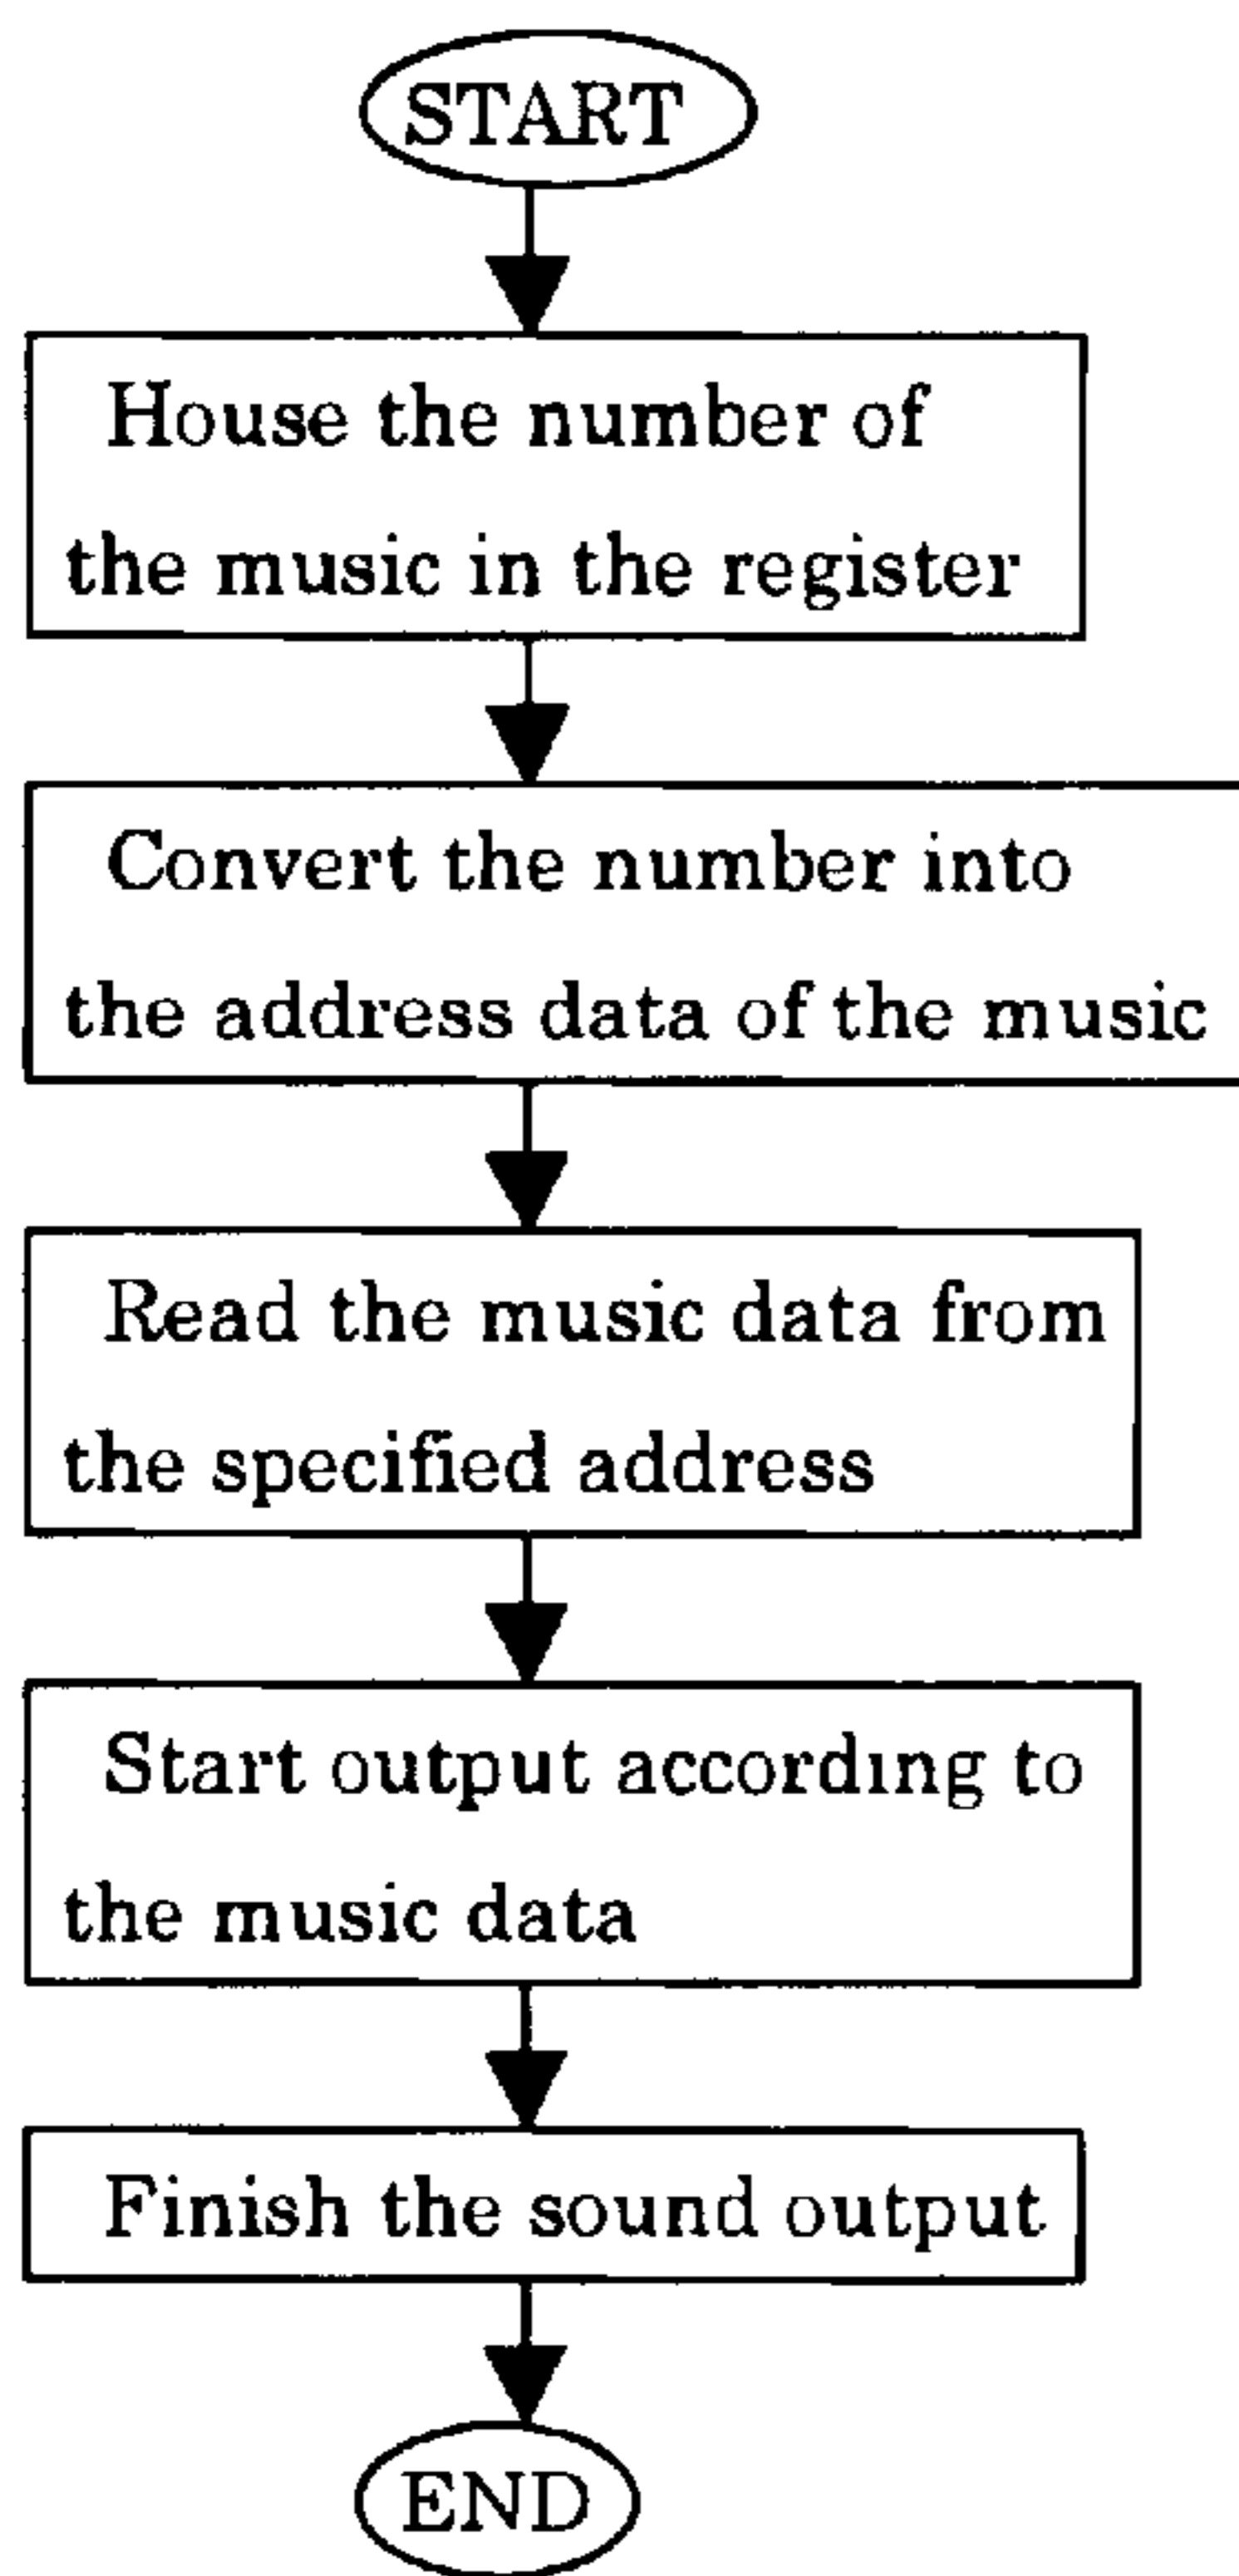 START
House the number of
the music in the register
Convert the number into
the address data of the music
Read the music data from
the specified address
Start output according to
the music data
Finish the sound output
END